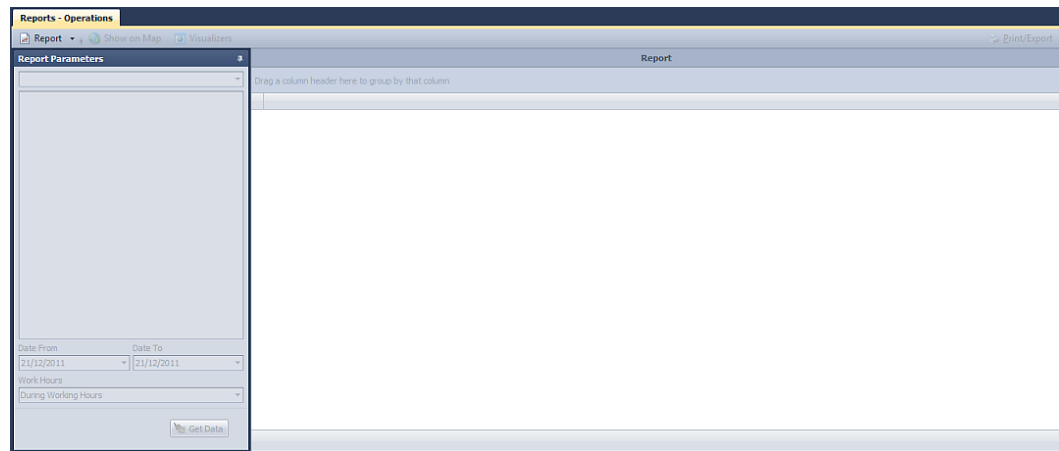 Reports - Operations
Report Show on Map Visualizers Print/Export
Report Parameters Report
Drag a column header here to group by that column
Date From Date To
21/12/2011 21/12/2011
Work Hours
During Working Hours
Get Data